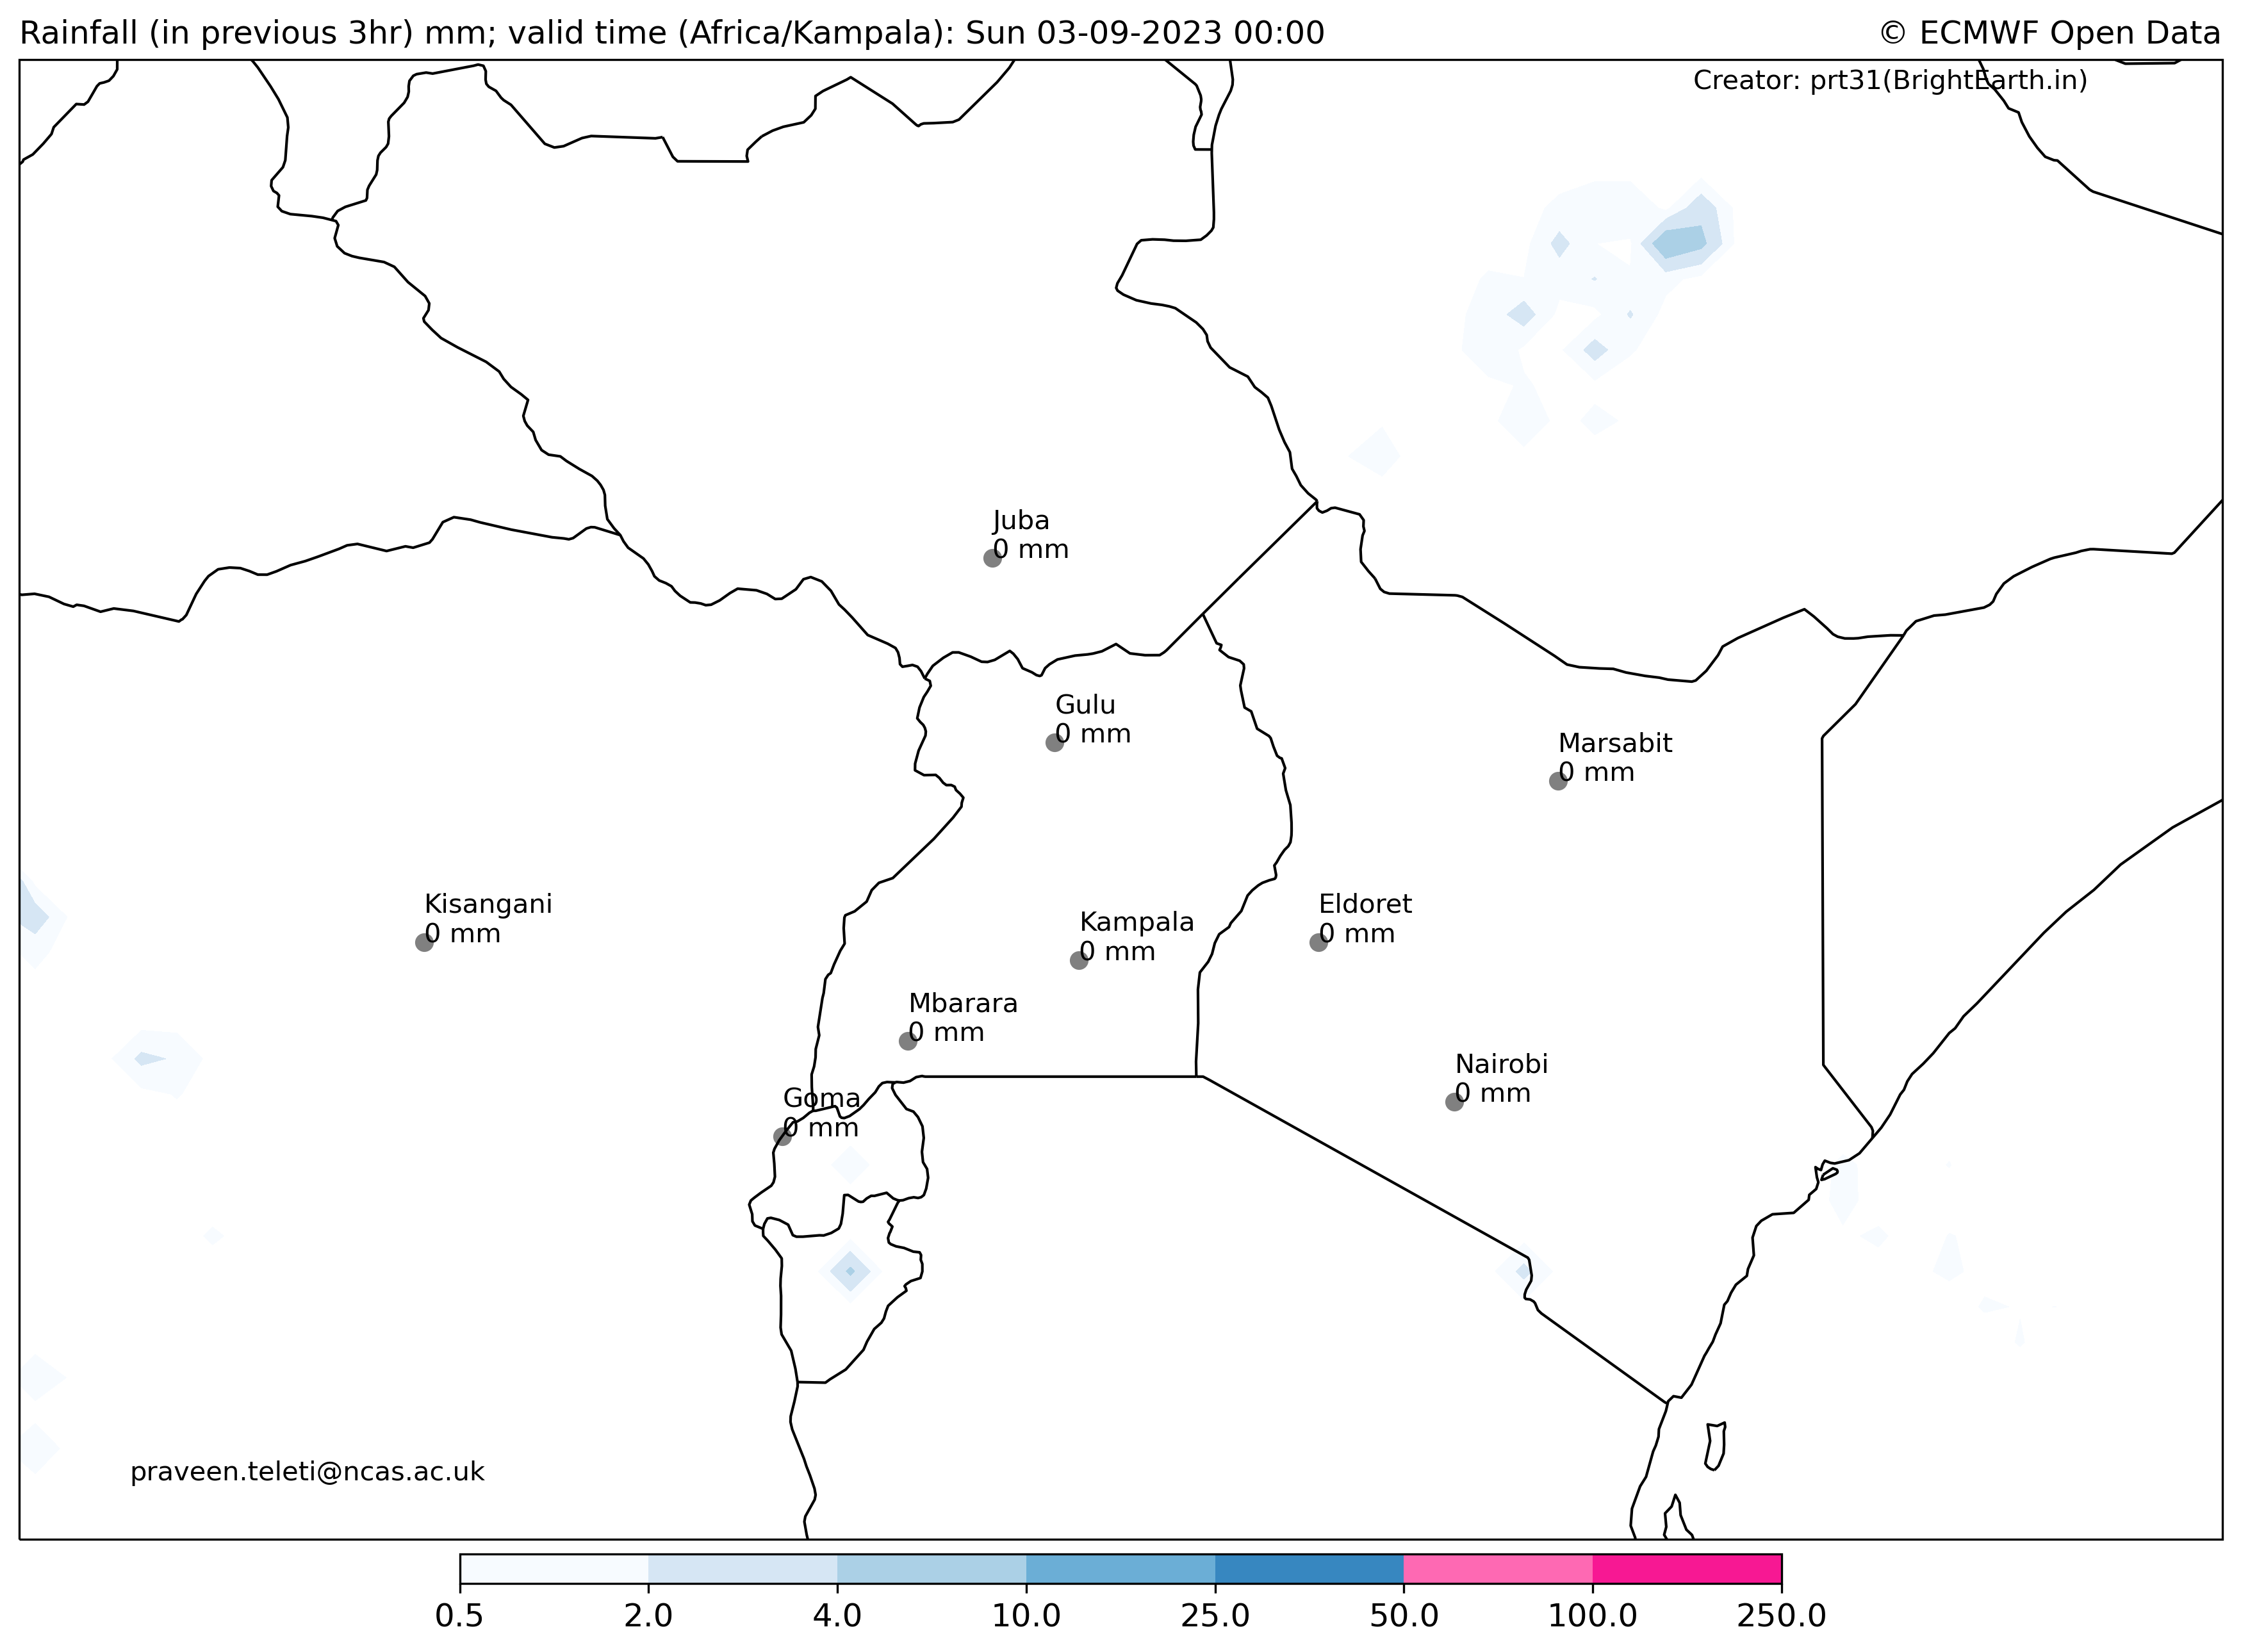 Rainfall (in previous 3hr) mm; valid time (Africa/Kampala): Sun 03-09-2023 00:00
© ECMWF Open Data
Creator: prt31(BrightEarth.in)
Juba
0 mm
Gulu
0 mm
Marsabit
0 mm
Kisangani
0 mm
Kampala
0 mm
Eldoret
0 mm
Mbarara
0 mm
Nairobi
0 mm
Goma
0 mm
praveen.teleti@ncas.ac.uk
0.5 2.0 4.0 10.0 25.0 50.0 100.0 250.0